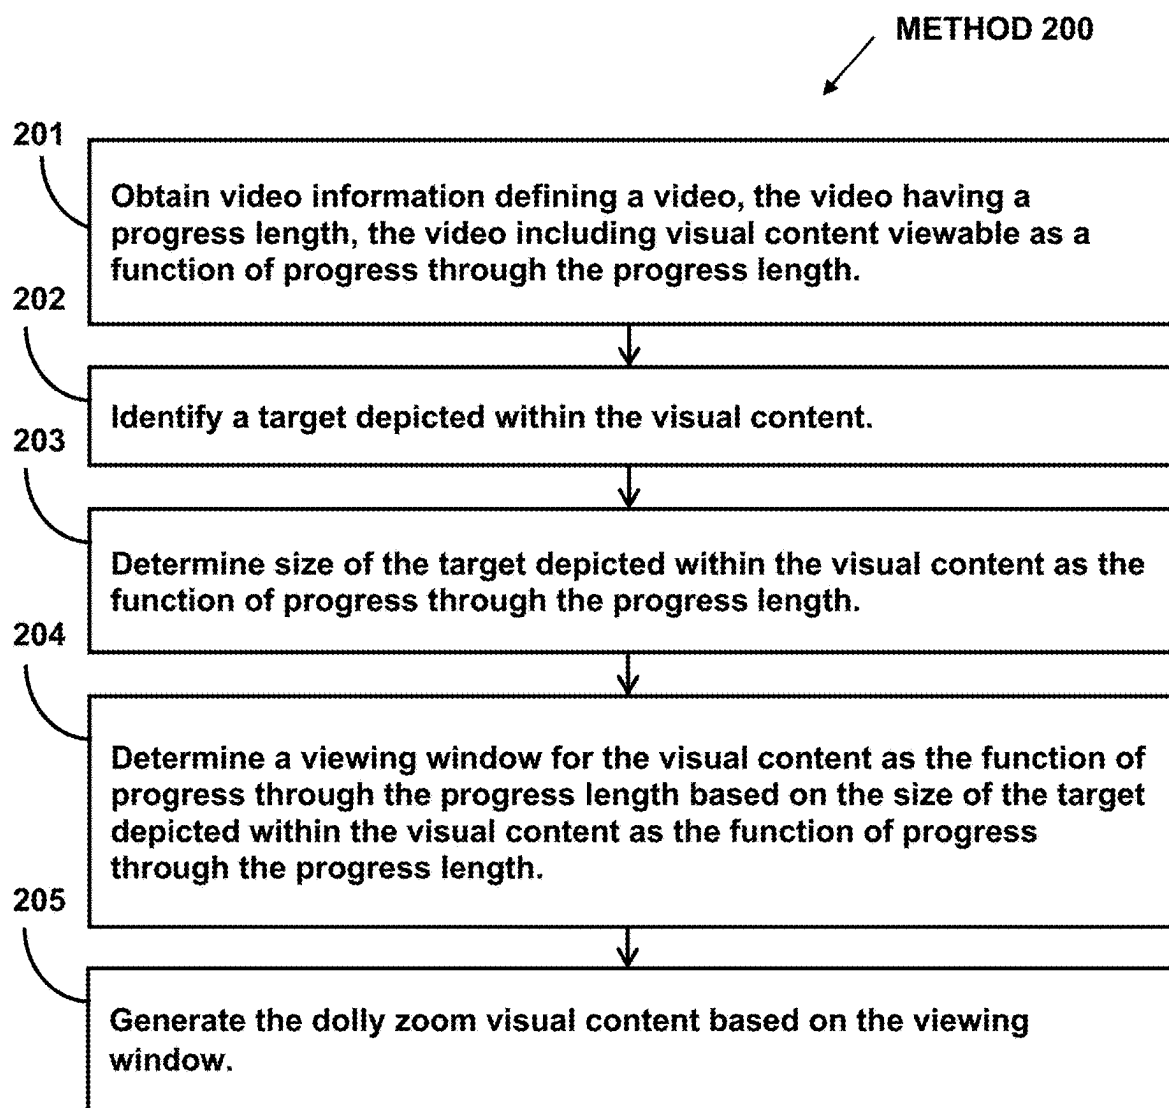 METHOD 200
201
Obtain video information defining a video, the video having a
progress length, the video including visual content viewable as a
function of progress through the progress length.
202
Identify a target depicted within the visual content.
203
Determine size of the target depicted within the visual content as the
function of progress through the progress length.
204
Determine a viewing window for the visual content as the function of
progress through the progress length based on the size of the target
depicted within the visual content as the function of progress
through the progress length.
205
Generate the dolly zoom visual content based on the viewing
window.